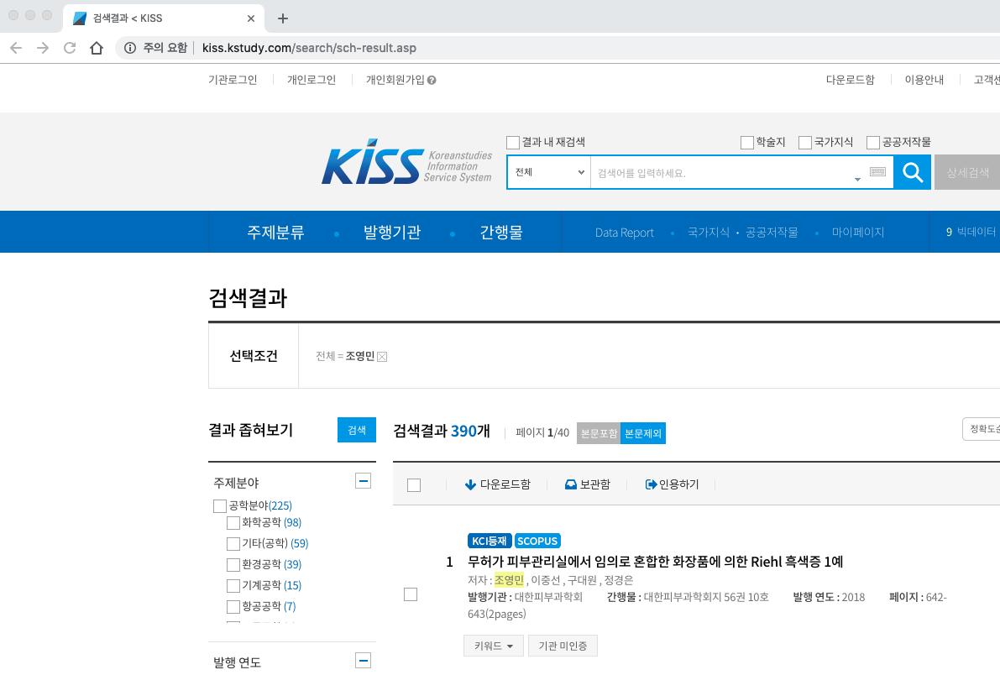 검색결과 < KISS
주의 요함 kiss.kstudy.com/search/sch-result.asp
기관로그인 개인로그인 개인회원가입 다운로드함 이용안내 고객센
결과 내 재검색 학술지 국가지식 공공저작물
KISS Koreanstudies
Information
Service System
전체 검색어를 입력하세요. 상세검색
주제분류 발행기관 간행물 Data Report 국가지식 · 공공저작물 마이페이지 9 빅데이터
검색결과
선택조건 전체 = 조영민
결과 좁혀보기 검색 검색결과 390개 페이지 1/40 본문포함 본문제외 정확도순
주제분야 다운로드함 보관함 인용하기
공학분야(225)
화학공학 (98)
기타(공학) (59)
환경공학 (39)
기계공학 (15)
항공공학 (7)
발행 연도
KCI등재 SCOPUS
1 무허가 피부관리실에서 임의로 혼합한 화장품에 의한 Riehl 흑색증 1예
저자 : 조영민 , 이중선 , 구대원 , 정경은
발행기관 : 대한피부과학회 간행물 : 대한피부과학회지 56권 10호 발행 연도 : 2018 페이지 : 642-
643(2pages)
키워드 기관 미인증